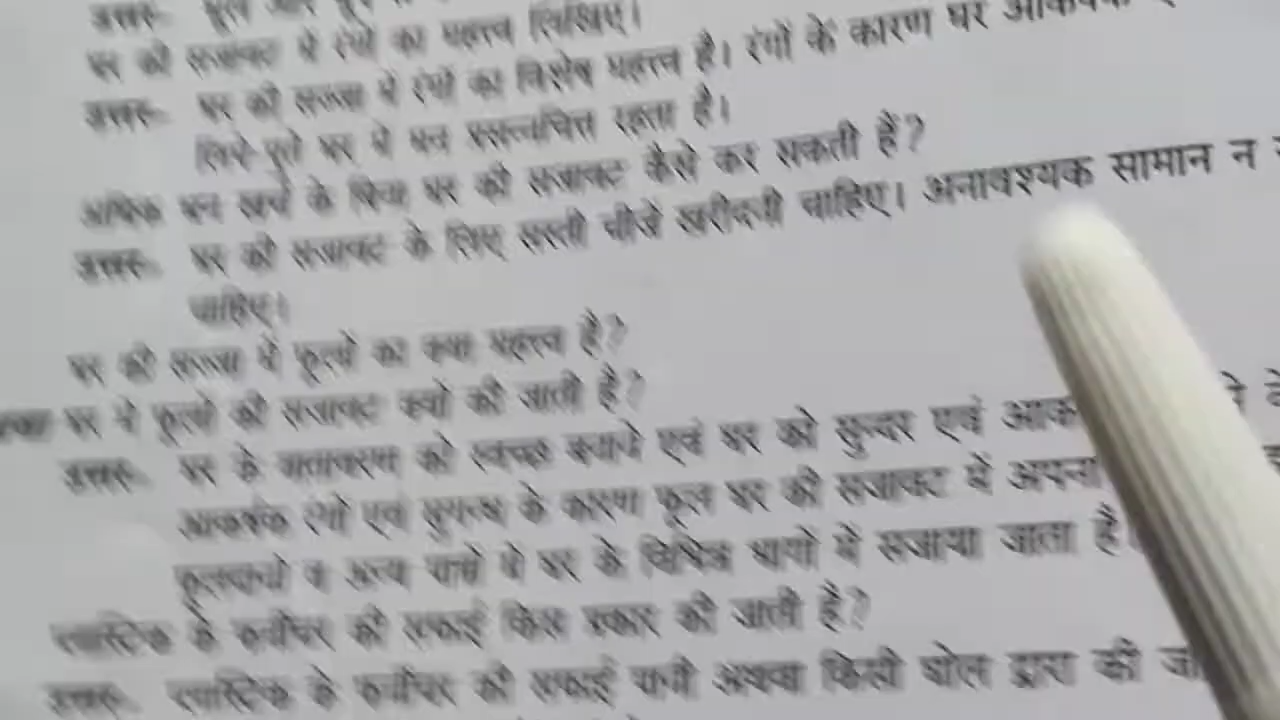 उत्तर- धूल और
घर की सजावट में रंगों का महत्त्व लिखिए।
उत्तर- घर की सज्जा में रंगों का विशेष महत्त्व है। रंगों के कारण घर आकर्षक
लिपे-पुते घर में मन प्रसन्नचित्त रहता है।
अधिक धन खर्च के बिना घर की सजावट कैसे कर सकती हैं?
उत्तर- घर की सजावट के लिए सस्ती चीजें खरीदनी चाहिए। अनावश्यक सामान न
चाहिए।
घर की सज्जा में फूलों का क्या महत्त्व है?
अथवा घर में फूलों की सजावट क्यों की जाती है?
उत्तर- घर के वातावरण को स्वच्छ बनाने एवं घर को सुन्दर एवं आक ने के
आकर्षक रंगों एवं सुगन्ध के कारण फूल घर की सजावट में अपना
फूलदानों व अन्य पात्रों में घर के विभिन्न भागों में सजाया जाता है।
प्लास्टिक के फर्नीचर की सफाई किस प्रकार की जाती है?
उत्तर- प्लास्टिक के फर्नीचर की सफाई पानी अथवा किसी घोल द्वारा की